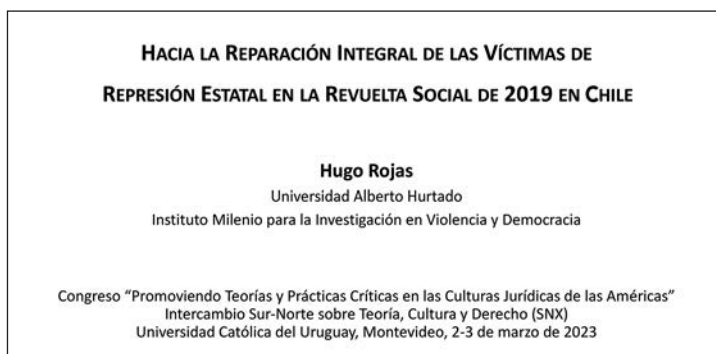 HACIA LA REPARACIÓN INTEGRAL DE LAS VÍCTIMAS DE
REPRESIÓN ESTATAL EN LA REVUELTA SOCIAL DE 2019 EN CHILE
Hugo Rojas
Universidad Alberto Hurtado
Instituto Milenio para la Investigación en Violencia y Democracia
Congreso “Promoviendo Teorías y Prácticas Críticas en las Culturas Jurídicas de las Américas”
Intercambio Sur-Norte sobre Teoría, Cultura y Derecho (SNX)
Universidad Católica del Uruguay, Montevideo, 2-3 de marzo de 2023